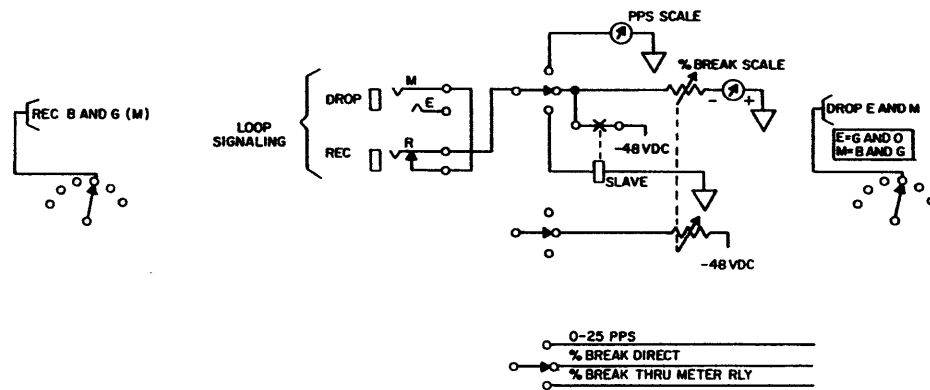 PPS SCALE
% BREAK SCALE
- +
M
DROP
E
REC B AND G (M)
LOOP
SIGNALING
REC
R
-48 VDC
SLAVE
DROP E AND M
E=G AND O
M=B AND G
-48 VDC
0-25 PPS
% BREAK DIRECT
% BREAK THRU METER RLY